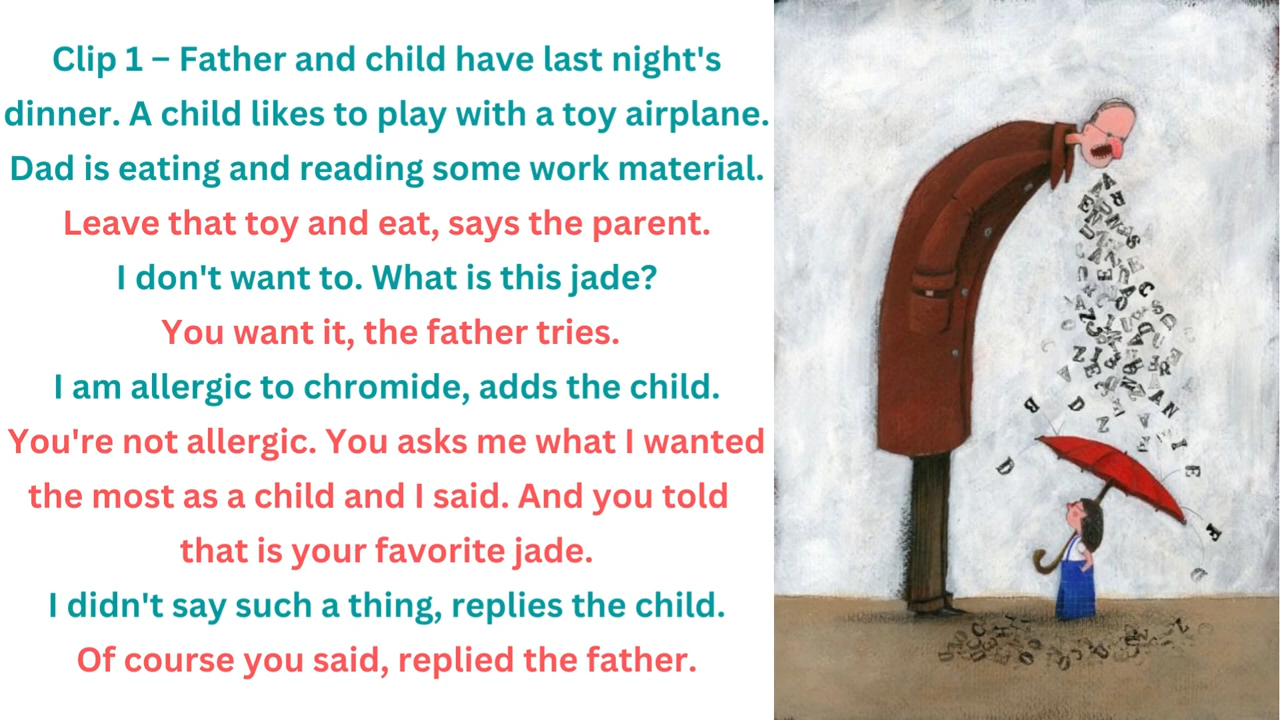 Clip 1 – Father and child have last night's
dinner. A child likes to play with a toy airplane.
Dad is eating and reading some work material.
Leave that toy and eat, says the parent.
I don't want to. What is this jade?
You want it, the father tries.
I am allergic to chromide, adds the child.
You're not allergic. You asks me what I wanted
the most as a child and I said. And you told
that is your favorite jade.
I didn't say such a thing, replies the child.
Of course you said, replied the father.